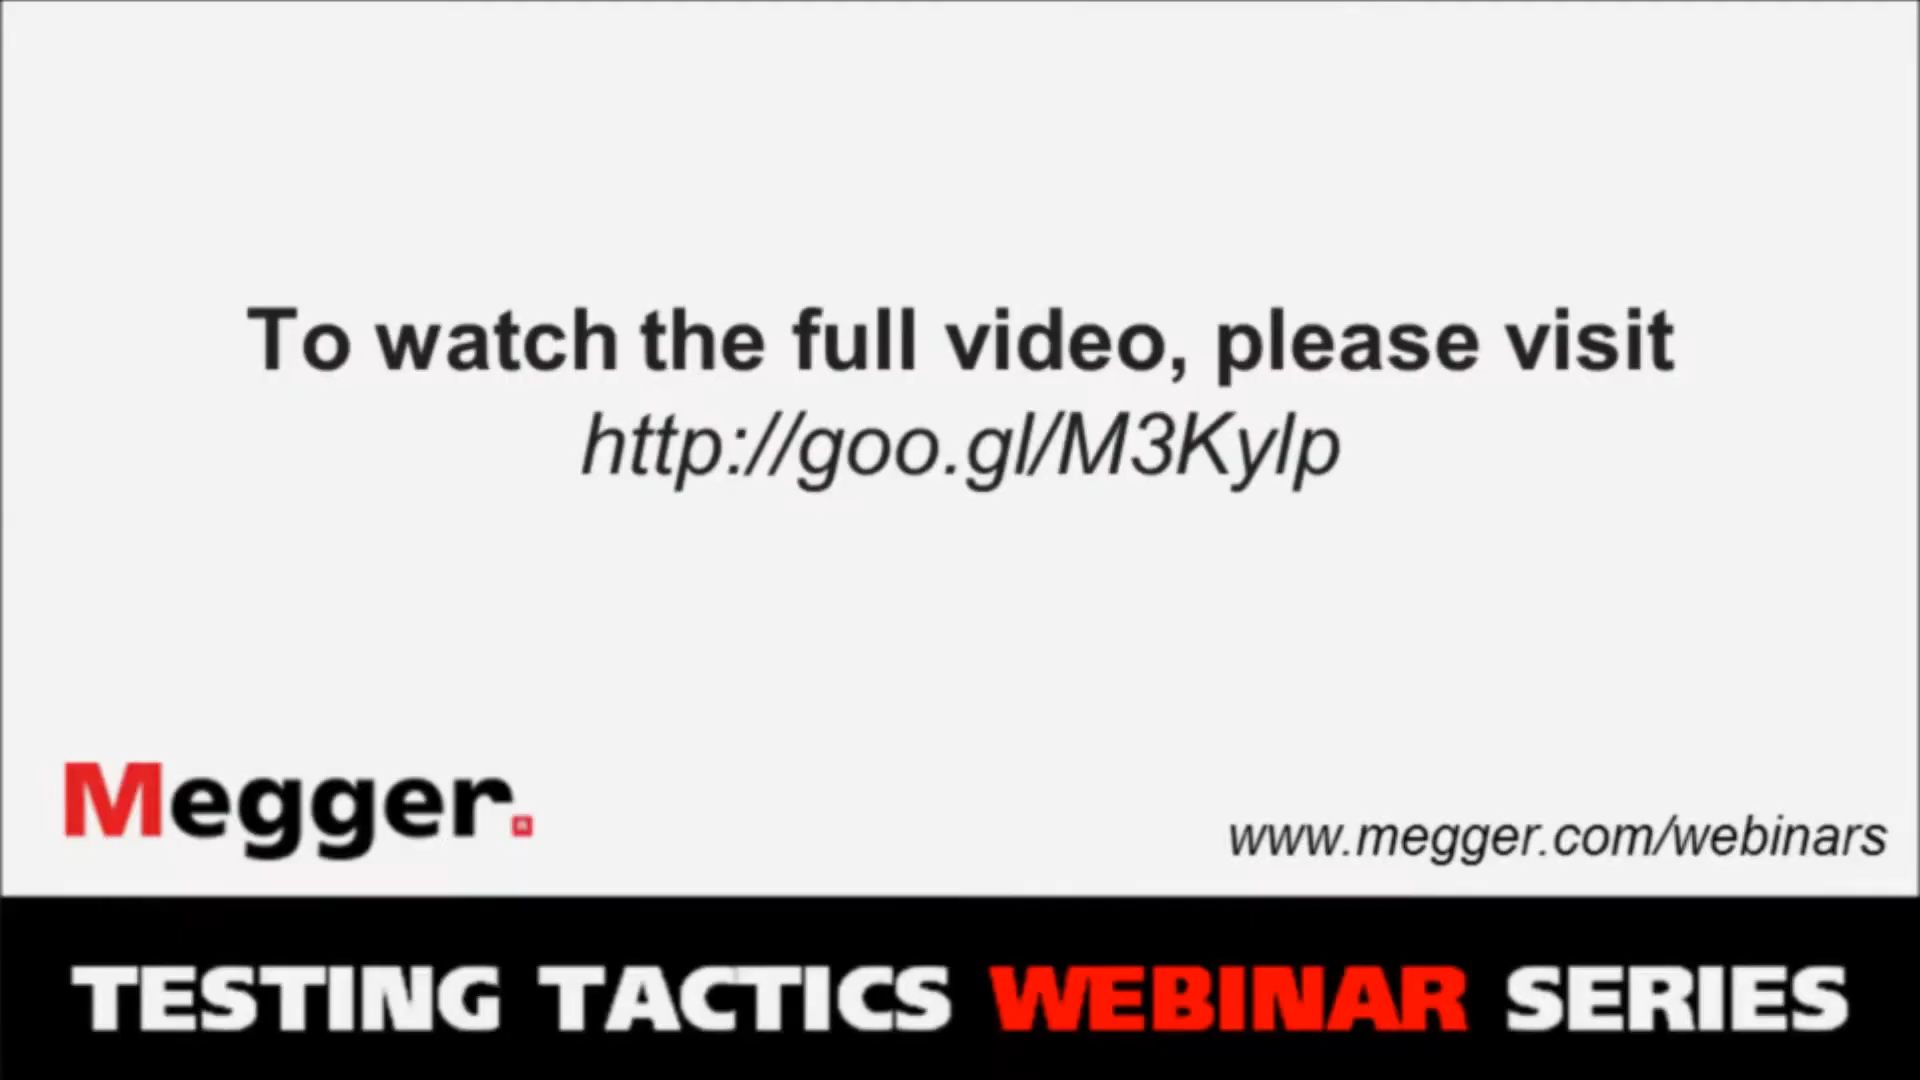 To watch the full video, please visit
http://goo.gl/M3Kylp
Megger.
www.megger.com/webinars
TESTING TACTICS WEBINAR SERIES